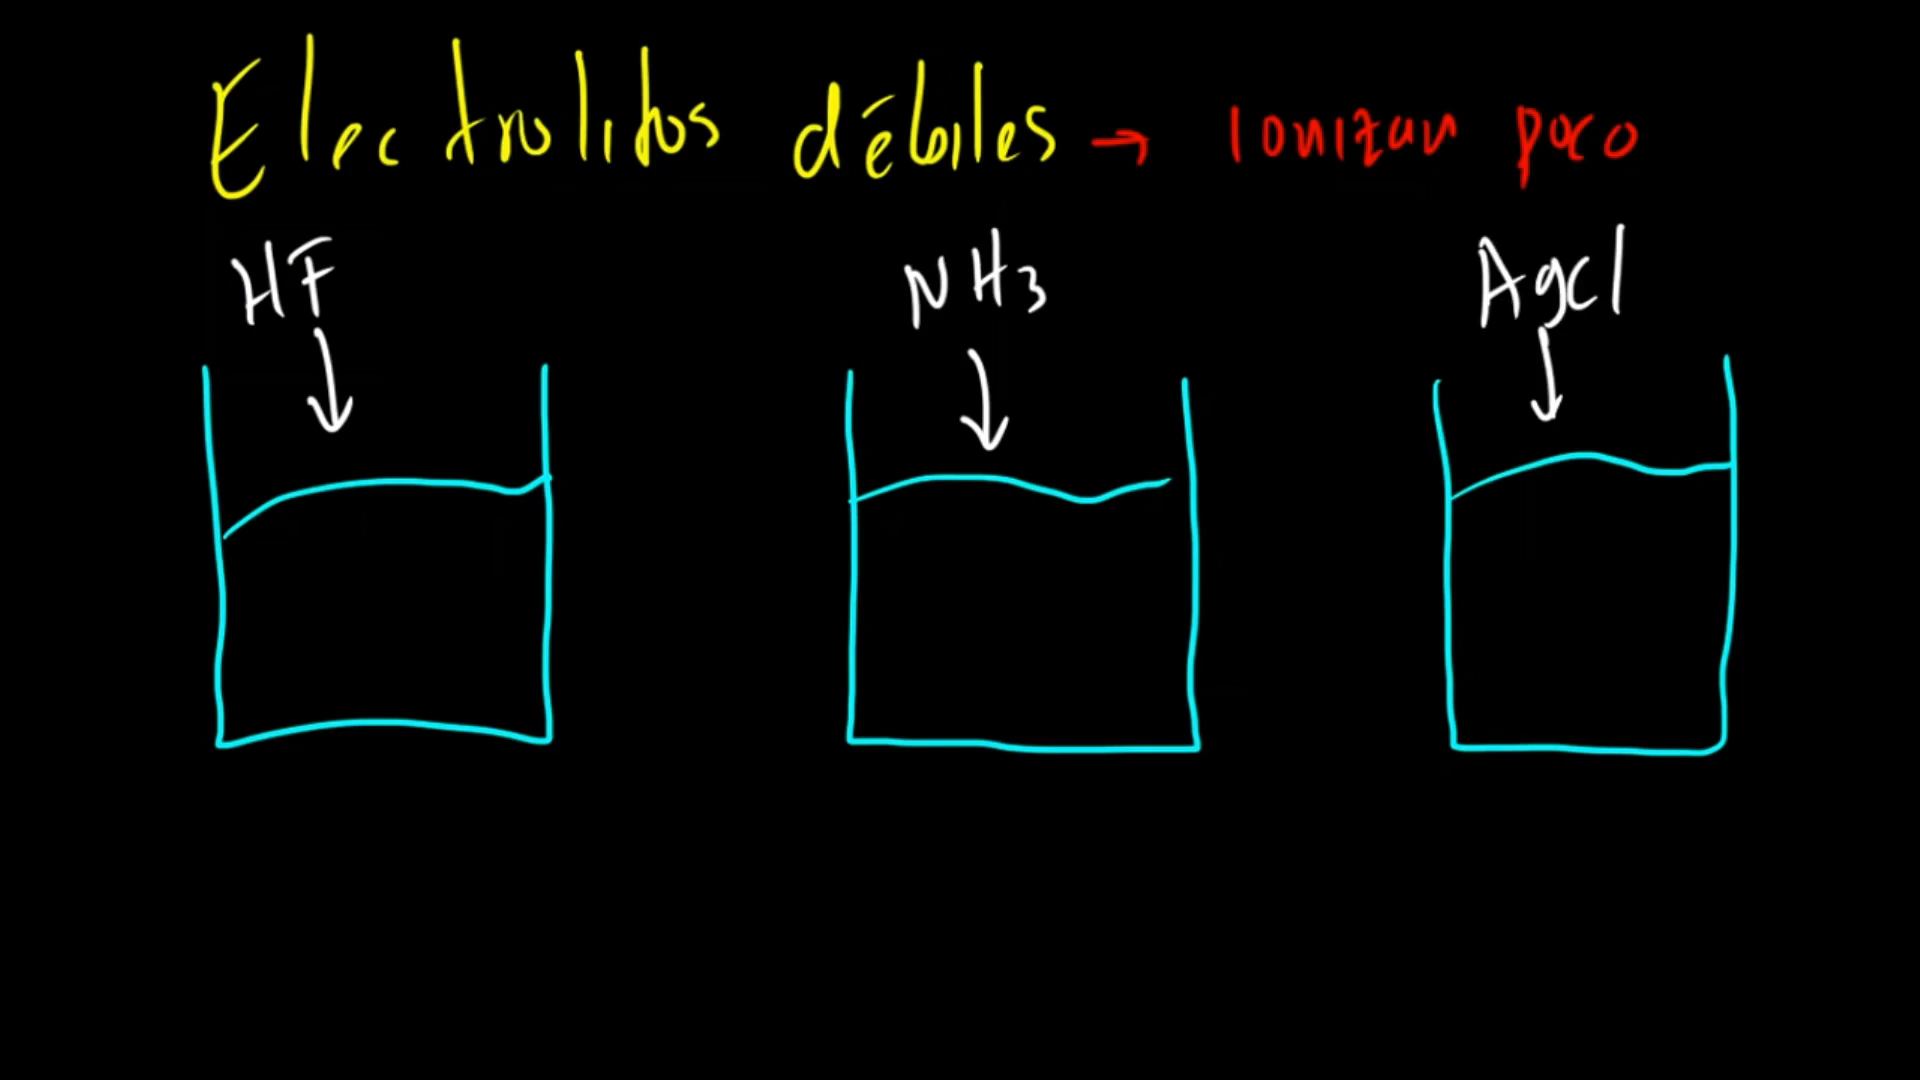 Electrolitos débiles → Ionizan poco
HF NH3 AgCl